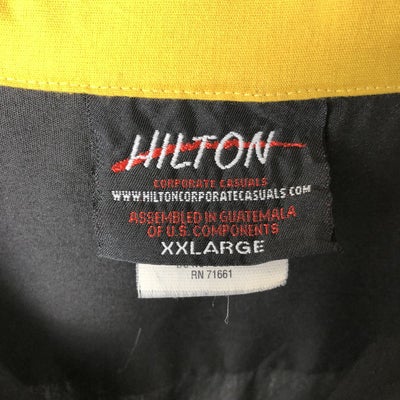 HILTON
CORPORATE CASUALS
WWW.HILTONCORPORATECASUALS.COM
ASSEMBLED IN GUATEMALA
OF U.S. COMPONENTS
XXLARGE
RN 71661